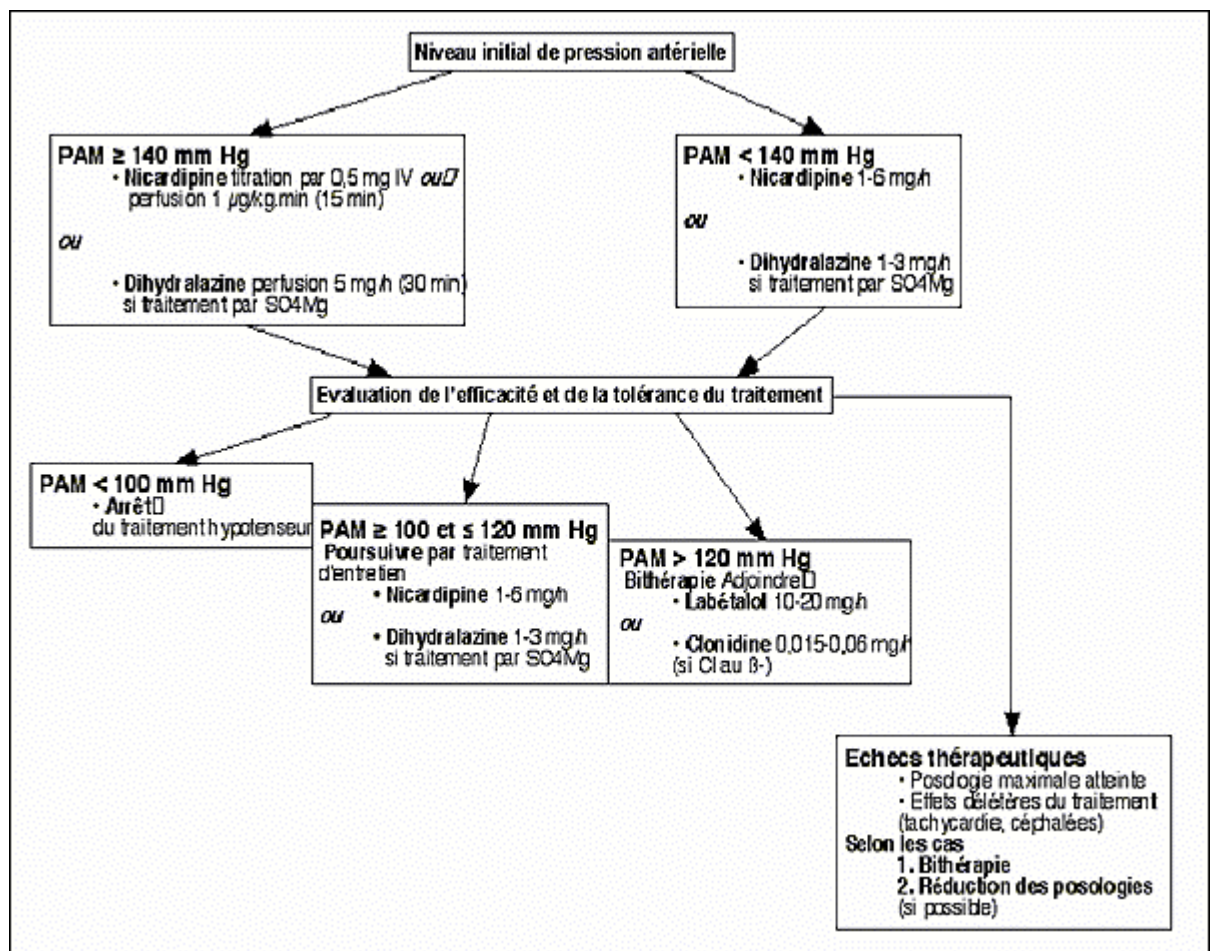 Niveau initial de pression artérielle
PAM ≥ 140 mm Hg
• Nicardipine titration par 0,5 mg IV ou
perfusion 1 µg/kg.min (15 min)
ou
• Dihydralazine perfusion 5 mg/h (30 min)
si traitement par SO4Mg
PAM < 140 mm Hg
• Nicardipine 1-6 mg/h
ou
• Dihydralazine 1-3 mg/h
si traitement par SO4Mg
Evaluation de l'efficacité et de la tolérance du traitement
PAM < 100 mm Hg
• Arrêt
du traitement hypotenseur
PAM ≥ 100 et ≤ 120 mm Hg
Poursuivre par traitement
d'entretien
• Nicardipine 1-6 mg/h
ou
• Dihydralazine 1-3 mg/h
si traitement par SO4Mg
PAM > 120 mm Hg
Bithérapie Adjoindre
• Labétalol 10-20 mg/h
ou
• Clonidine 0,015-0,06 mg/h
(si CI au ß-)
Echecs thérapeutiques
• Posologie maximale atteinte
• Effets délétères du traitement
(tachycardie, céphalées)
Selon les cas
1. Bithérapie
2. Réduction des posologies
(si possible)